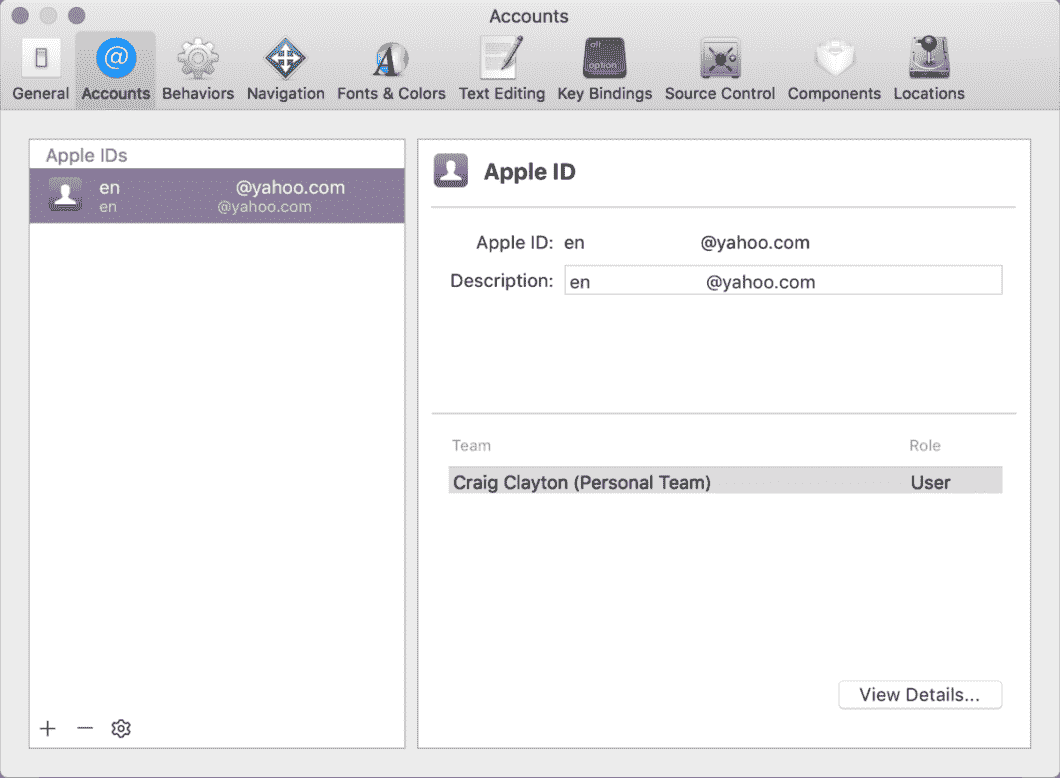 Accounts
General Accounts Behaviors Navigation Fonts & Colors Text Editing Key Bindings Source Control Components Locations
alt
option
Apple IDs
en @yahoo.com
en @yahoo.com
Apple ID
Apple ID: en @yahoo.com
Description: en @yahoo.com
Team Role
Craig Clayton (Personal Team) User
View Details...